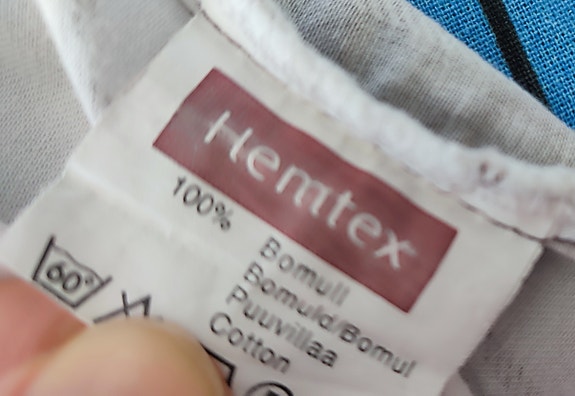 Hemtex
100%
Bomull
Bomuld/Bomul
Puuvillaa
Cotton
60°